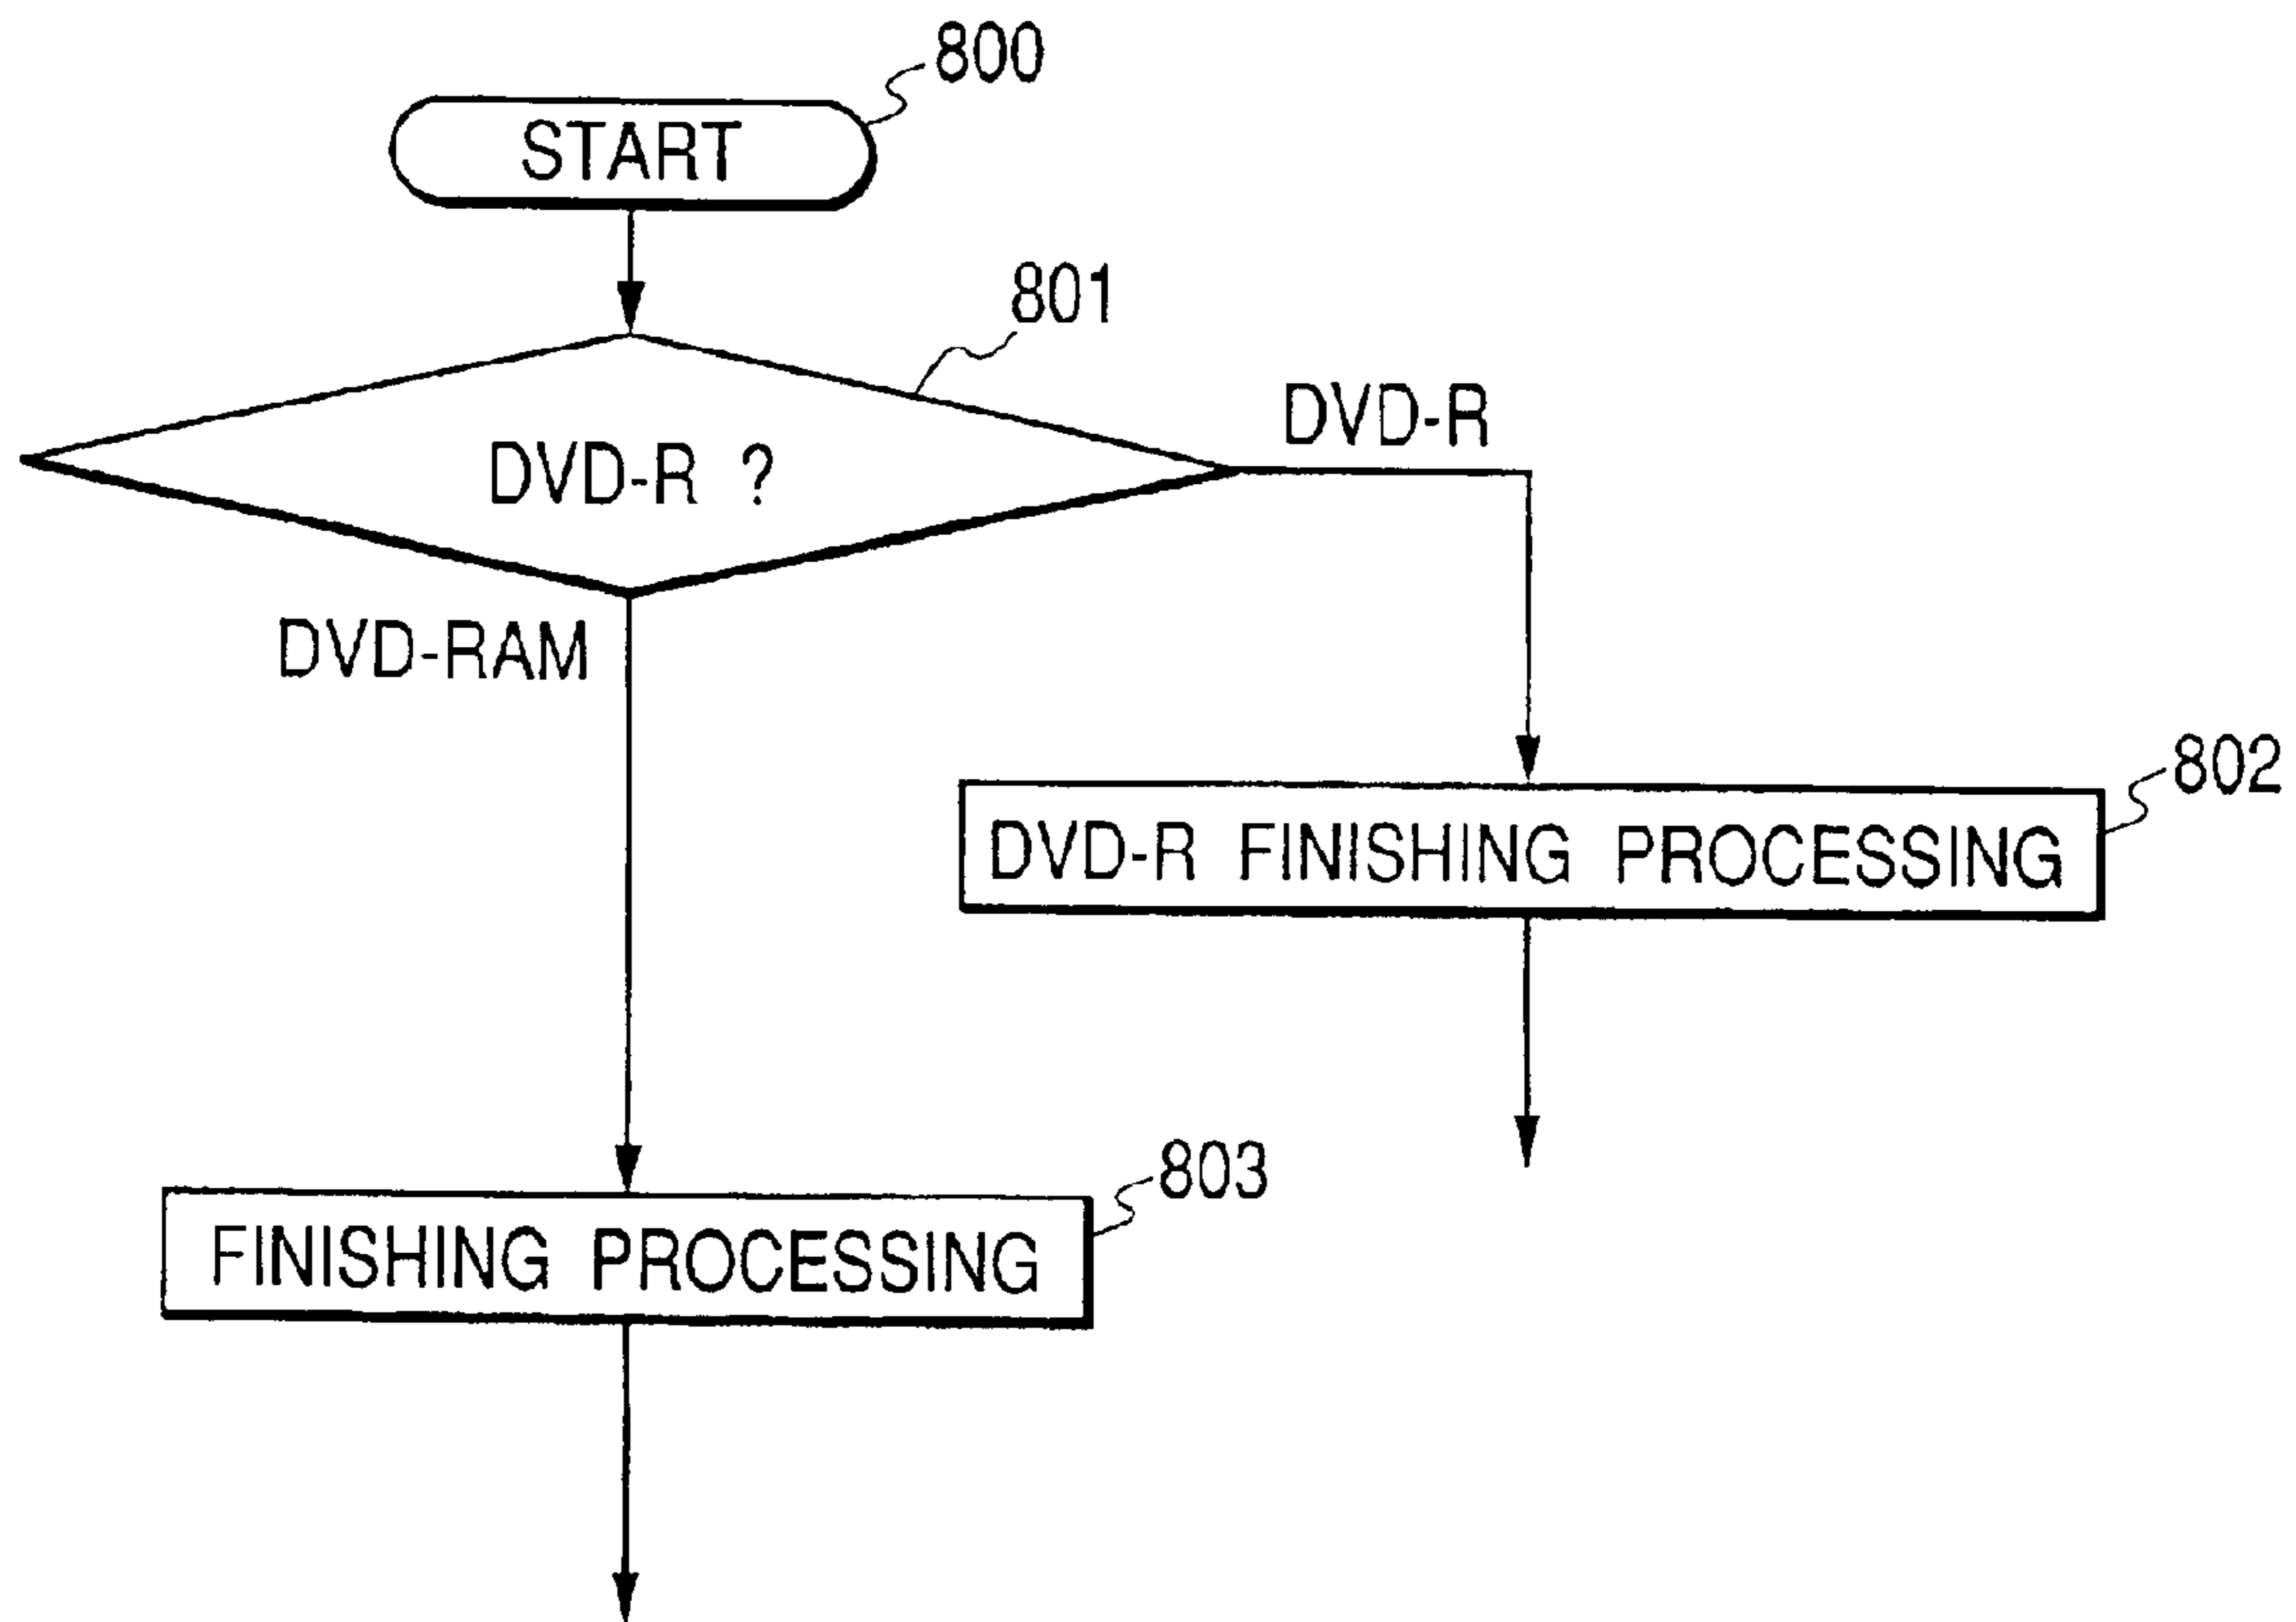 800
START
801
DVD-R ?
DVD-R
DVD-RAM
802
DVD-R FINISHING PROCESSING
803
FINISHING PROCESSING